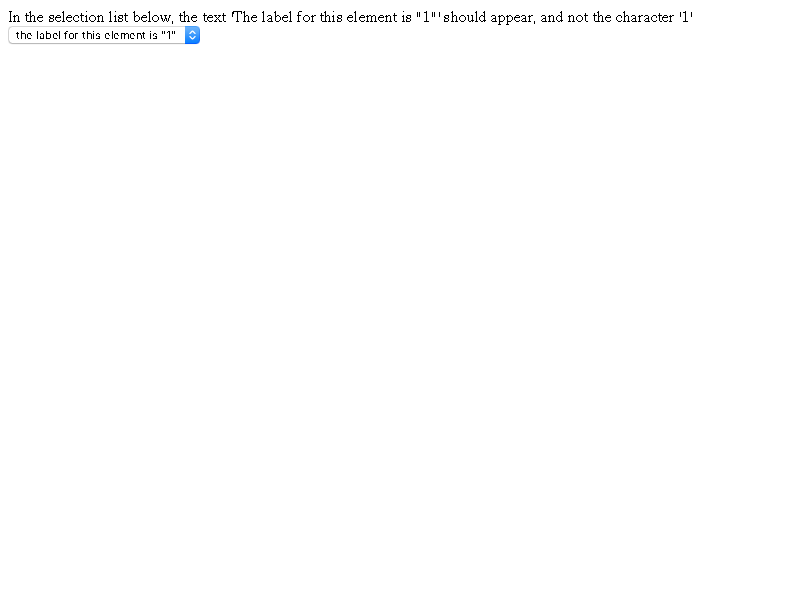 In the selection list below, the text 'The label for this element is "1"' should appear, and not the character '1'
the label for this element is "1"